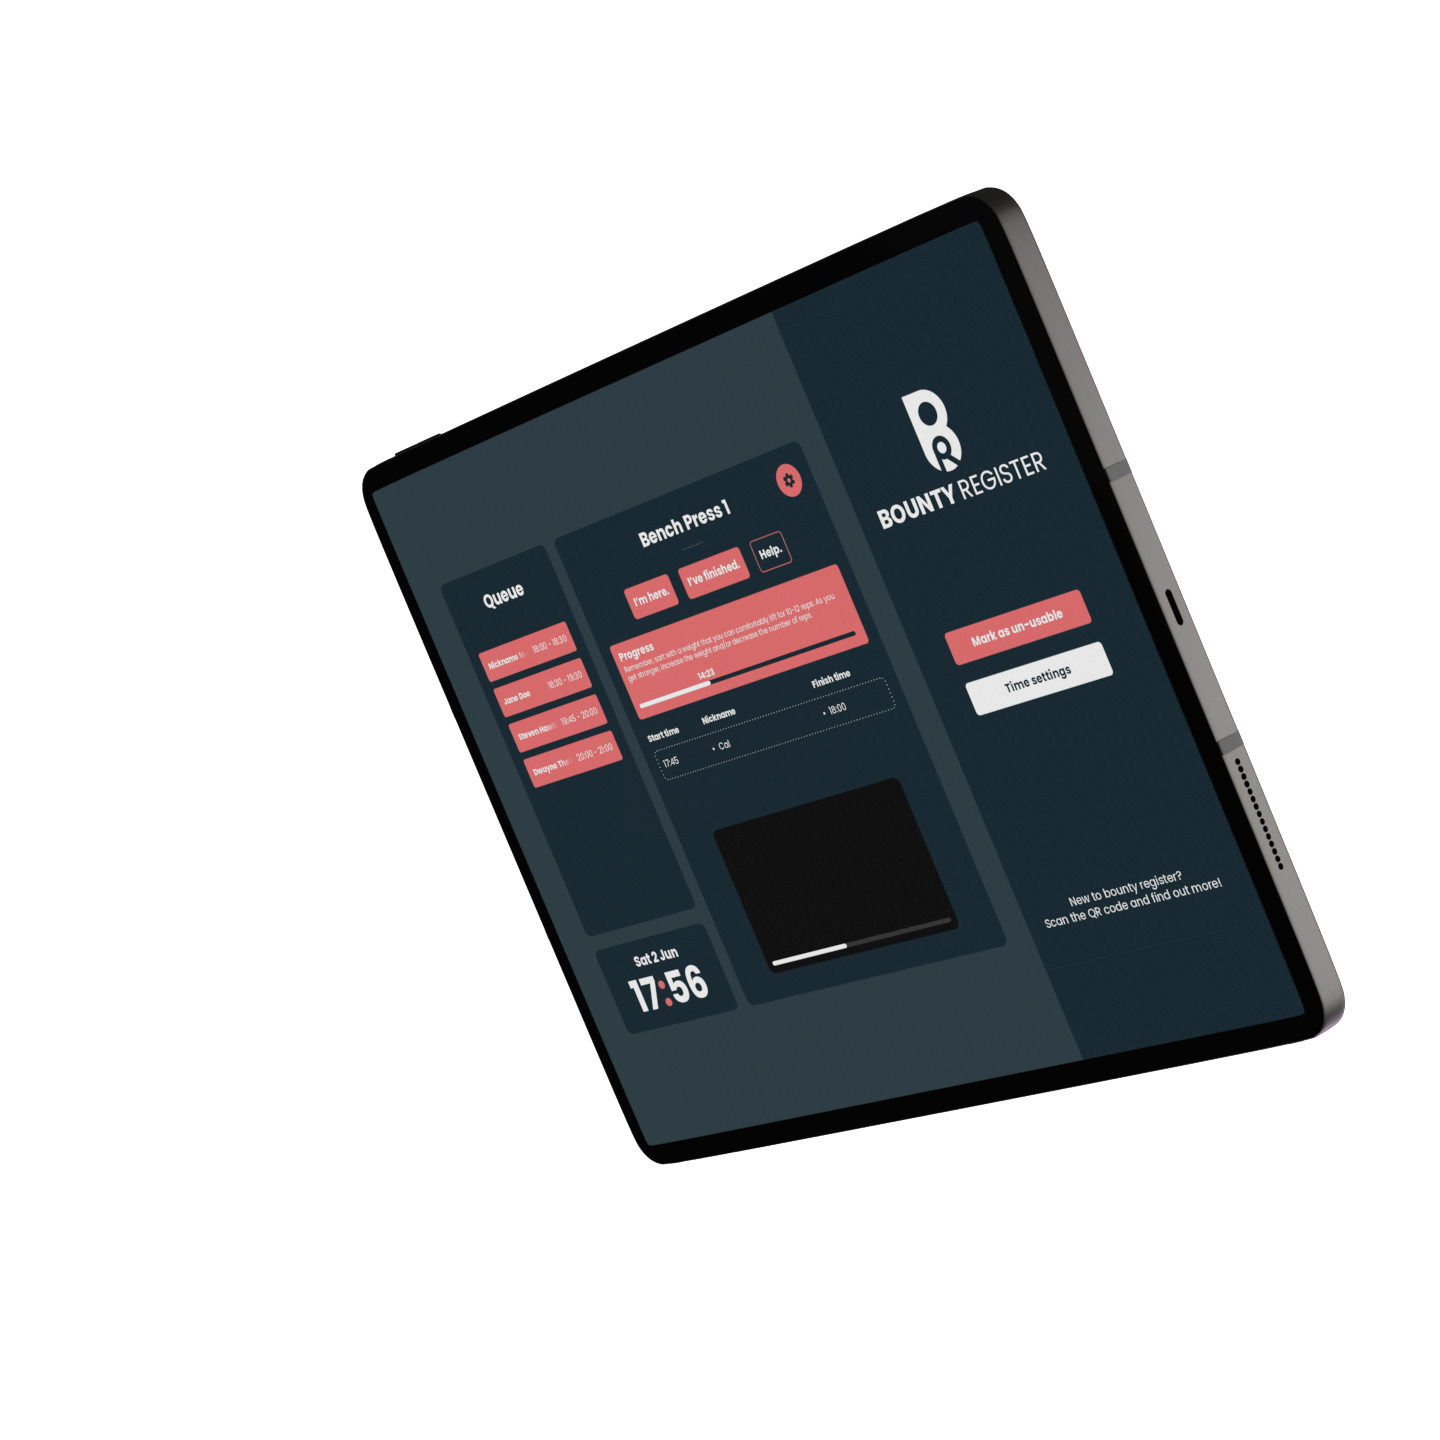 Queue
Nickname to 18:00 - 18:30
Jane Doe 18:30 - 19:30
Steven Haw 19:45 - 20:00
Dwayne The 20:00 - 21:00
Sat 2 Jun
17:56
Bench Press 1
I'm here. I've finished. Help.
Progress
Remember, sart with a weight that you can comfortably lift for 10-12 reps. As you
get stronger, increase the weight and/or decrease the number of reps.
14:23
Start time Nickname Finish time
17:45 • Cal • 18:00
BR
BOUNTY REGISTER
Mark as un-usable
Time settings
New to bounty register?
Scan the QR code and find out more!